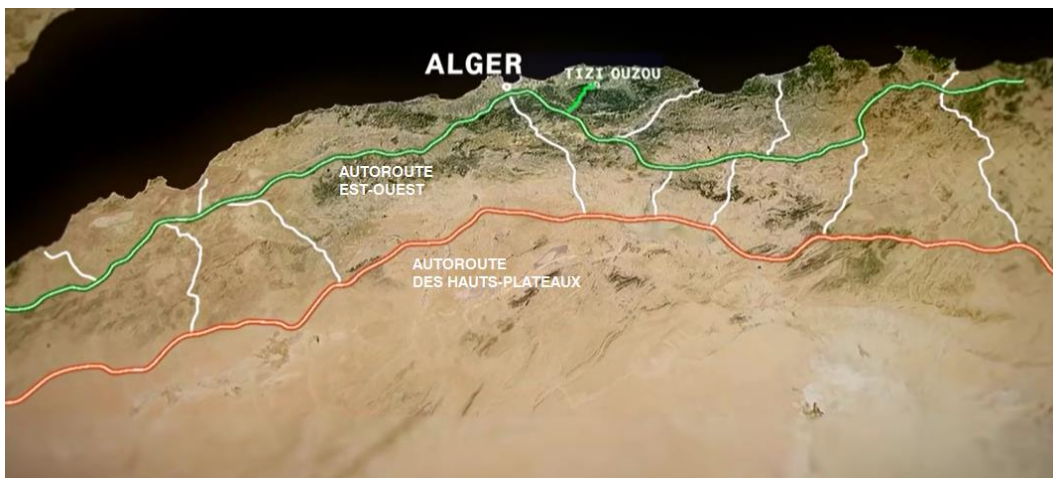 ALGER
TIZI OUZOU
AUTOROUTE
EST-OUEST
AUTOROUTE
DES HAUTS-PLATEAUX